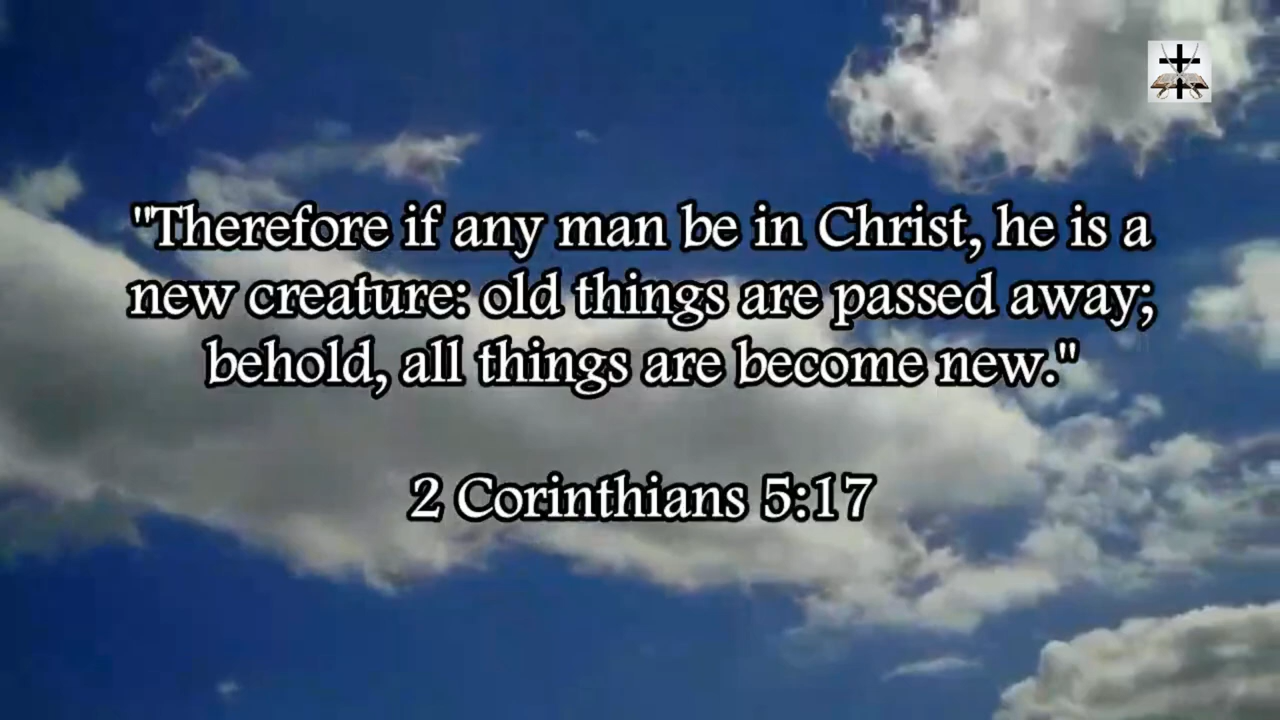 "Therefore if any man be in Christ, he is a
new creature: old things are passed away;
behold, all things are become new."
2 Corinthians 5:17